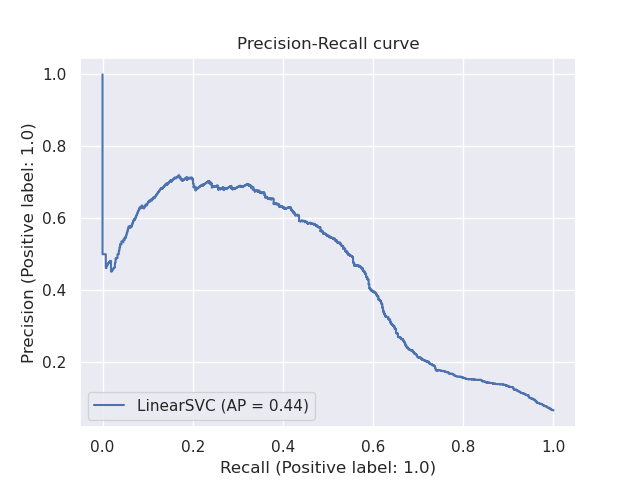 Precision-Recall curve
Precision (Positive label: 1.0)
1.0
0.8
0.6
0.4
0.2
LinearSVC (AP = 0.44)
0.0 0.2 0.4 0.6 0.8 1.0
Recall (Positive label: 1.0)